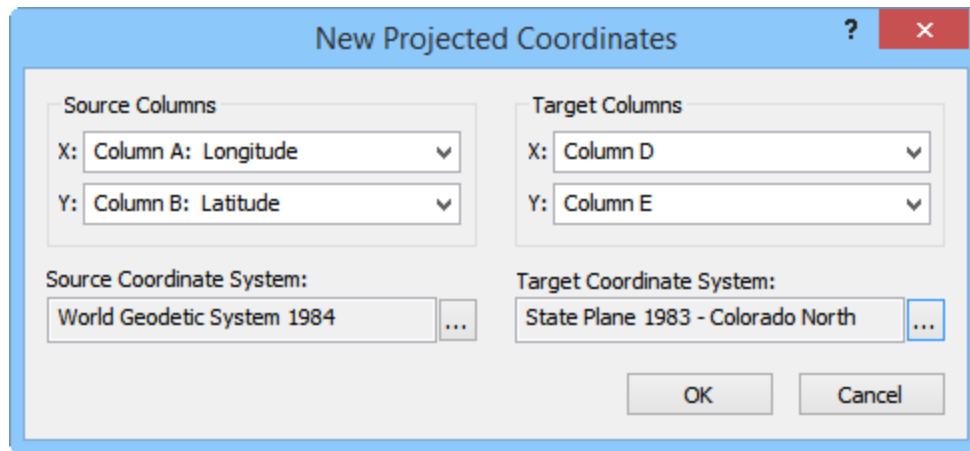 New Projected Coordinates
?
Source Columns
X: Column A: Longitude
Y: Column B: Latitude
Target Columns
X: Column D
Y: Column E
Source Coordinate System:
World Geodetic System 1984
...
Target Coordinate System:
State Plane 1983 - Colorado North
...
OK
Cancel